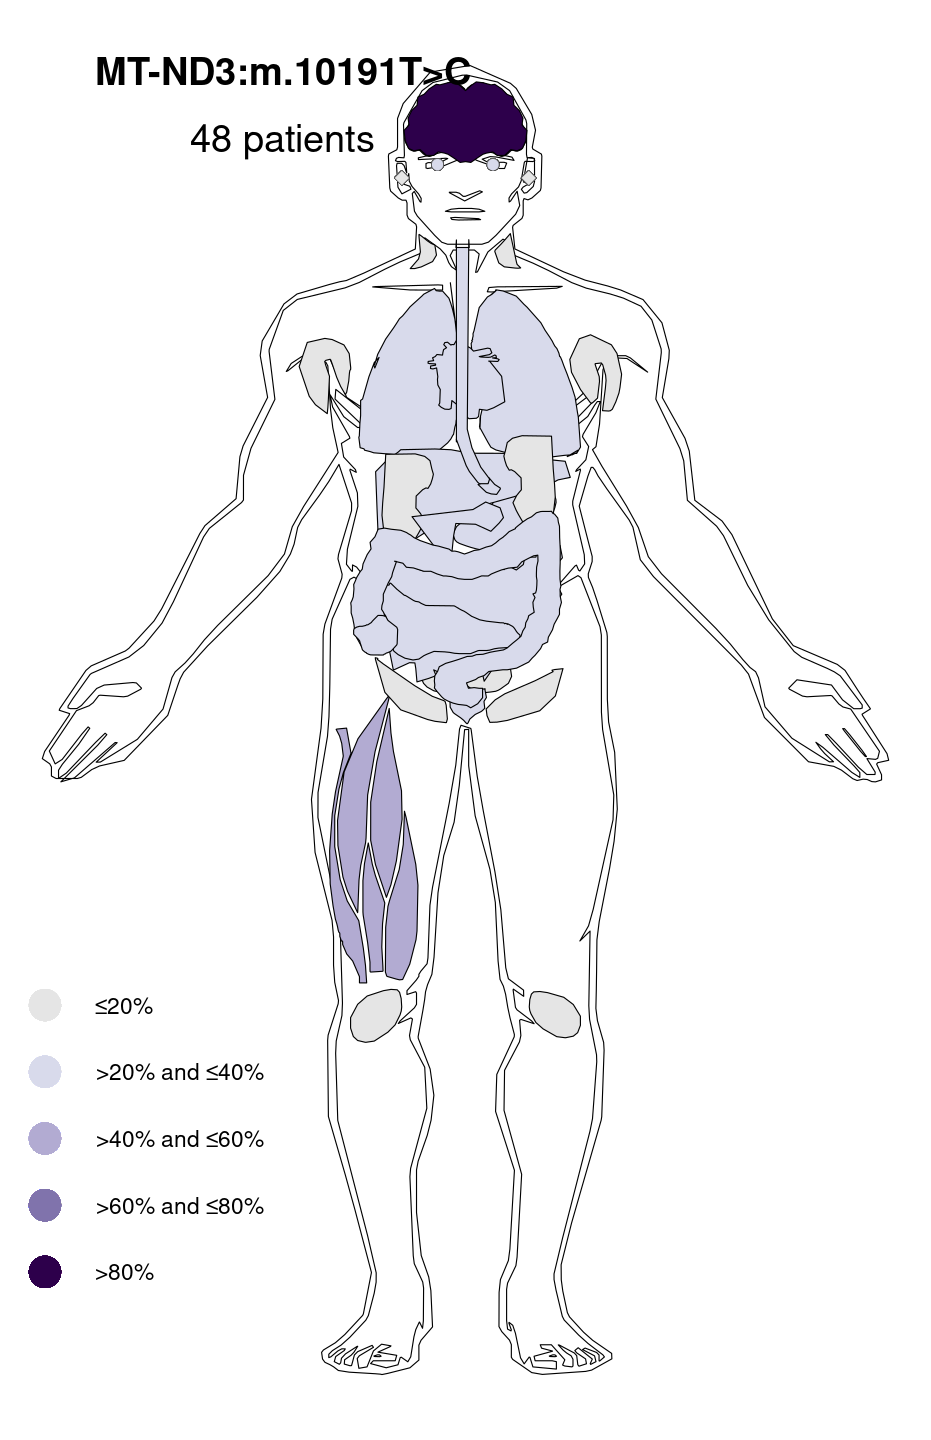 MT-ND3:m.10191T>C
48 patients
≤20%
>20% and ≤40%
>40% and ≤60%
>60% and ≤80%
>80%